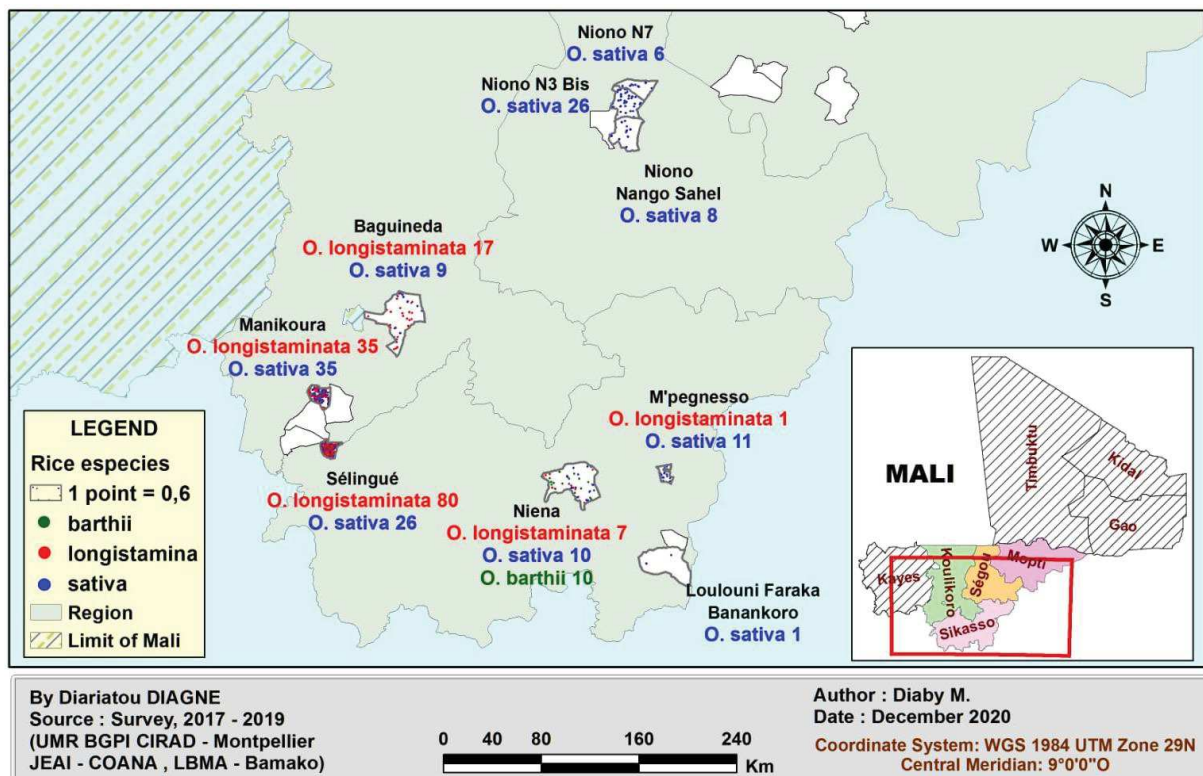 Niono N7
O. sativa 6
Niono N3 Bis
O. sativa 26
Niono
Nango Sahel
O. sativa 8
N
W
E
S
Baguineda
O. longistaminata 17
O. sativa 9
Manikoura
O. longistaminata 35
O. sativa 35
M'pegnesso
O. longistaminata 1
O. sativa 11
Sélingué
O. longistaminata 80
O. sativa 26
Niena
O. longistaminata 7
O. sativa 10
O. barthii 10
Loulouni Faraka
Banankoro
O. sativa 1
LEGEND
Rice especies
1 point = 0,6
barthii
longistamina
sativa
Region
Limit of Mali
MALI
Timbuktu
Kidal
Gao
Mopti
Ségou
Koulikoro
Kayes
Sikasso
By Diariatou DIAGNE
Source : Survey, 2017 - 2019
(UMR BGPI CIRAD - Montpellier
JEAI - COANA , LBMA - Bamako)
0 40 80 160 240
Km
Author : Diaby M.
Date : December 2020
Coordinate System: WGS 1984 UTM Zone 29N
Central Meridian: 9°0'0"O